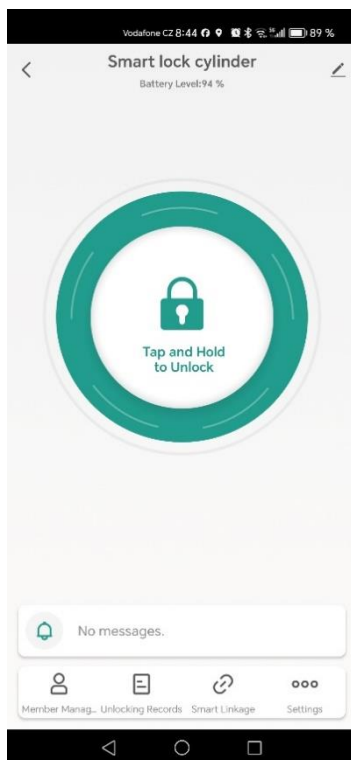 Vodafone CZ 8:44 89 %
Smart lock cylinder
Battery Level:94 %
Tap and Hold
to Unlock
No messages.
Member Manag... Unlocking Records Smart Linkage Settings